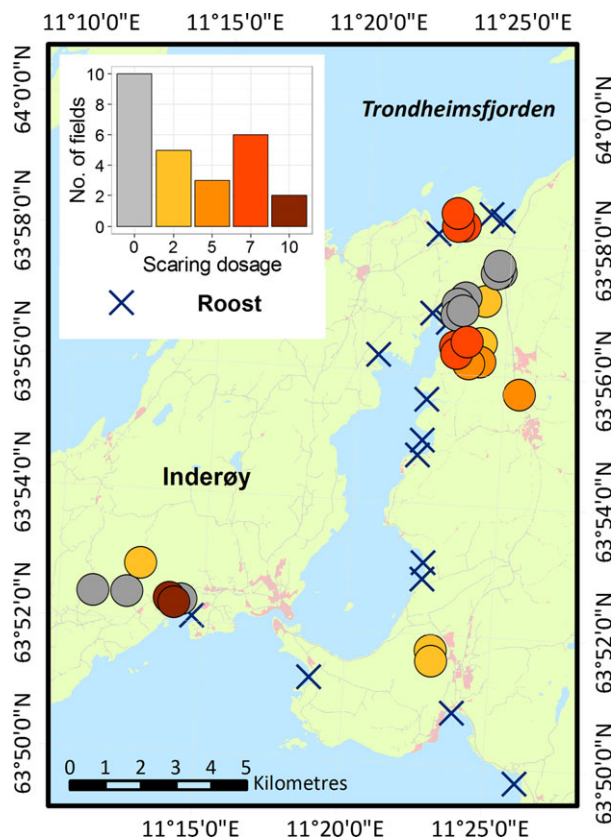 11°10'0"E 11°20'0"E 11°25'0"E
64°0'0"N
63°58'0"N
63°56'0"N
63°54'0"N
63°52'0"N
63°50'0"N
No. of fields
10
8
6
4
2
0
0 2 5 7 10
Scaring dosage
Roost
Trondheimsfjorden
Inderøy
0 1 2 3 4 5
Kilometres
64°0'0"N
63°58'0"N
63°56'0"N
63°54'0"N
63°52'0"N
63°50'0"N
11°15'0"E 11°20'0"E 11°25'0"E